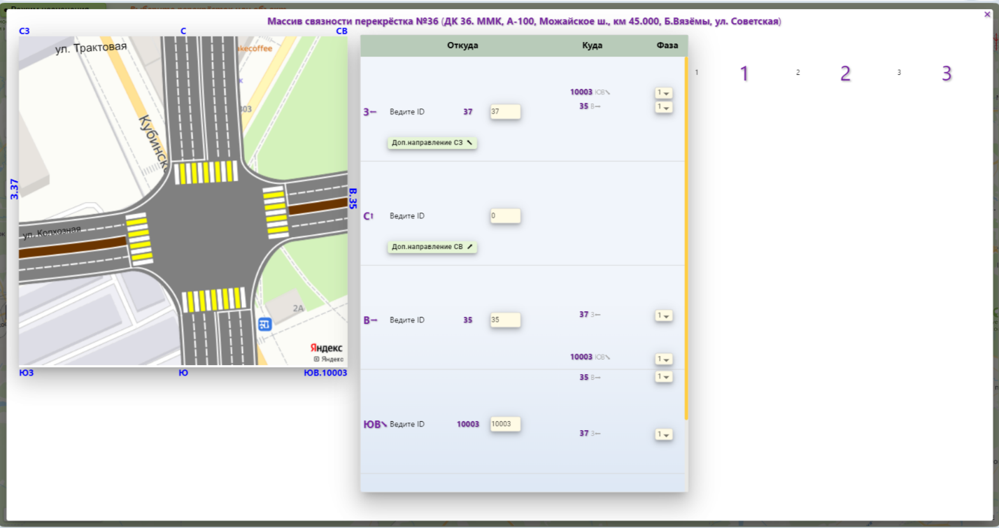 Массив связности перекрёстка №36 (ДК 36. ММК, А-100, Можайское ш., км 45.000, Б.Вязёмы, ул. Советская)
×
СЗ С СВ
ул. Трактовая
akecoffee
Кубинск
303
З.37
В.35
ул. Колхозная
2А
Яндекс
Яндекс
ЮЗ Ю ЮВ.10003
Откуда Куда Фаза
З Ведите ID 37 37
10003 ЮВ 1
35 В 1
Доп.направление СЗ
С Ведите ID 0
Доп.направление СВ
В Ведите ID 35 35
37 З 1
10003 ЮВ 1
35 В 1
ЮВ Ведите ID 10003 10003
37 З 1
1 1 2 2 3 3